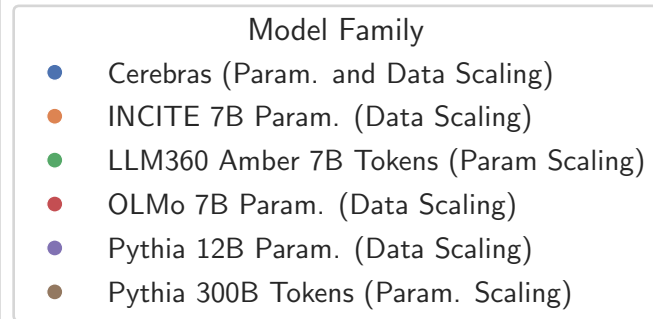 Model Family
Cerebras (Param. and Data Scaling)
INCITE 7B Param. (Data Scaling)
LLM360 Amber 7B Tokens (Param Scaling)
OLMo 7B Param. (Data Scaling)
Pythia 12B Param. (Data Scaling)
Pythia 300B Tokens (Param. Scaling)